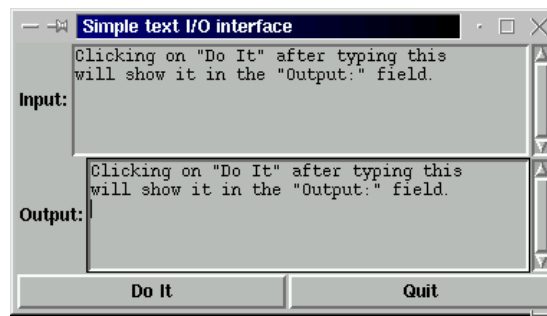 Simple text I/O interface
Input:
Clicking on "Do It" after typing this
will show it in the "Output:" field.
Output:
Clicking on "Do It" after typing this
will show it in the "Output:" field.
Do It
Quit